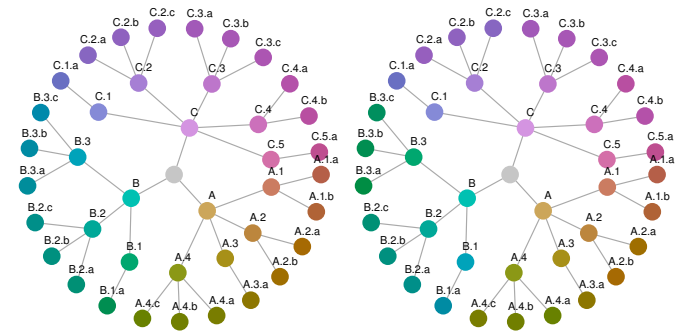 C.2.c C.3.a
C.2.b C.3.b
C.2.a C.3.c
C.1.a C.2 C.3 C.4.a
B.3.c C.1 C C.4 C.4.b
B.3.b B.3 C.5 C.5.a
B.3.a A.1 A.1.a
B A A.1.b
B.2.c B.2 A.2
B.2.b B.1 A.4 A.3 A.2.a
B.2.a A.2.b
B.1.a A.4.c A.4.b A.4.a A.3.a
C.2.c C.3.a
C.2.b C.3.b
C.2.a C.3.c
C.1.a C.2 C.3 C.4.a
B.3.c C.1 C C.4 C.4.b
B.3.b B.3 C.5 C.5.a
B.3.a A.1 A.1.a
B A A.1.b
B.2.c B.2 A.2
B.2.b B.1 A.4 A.3 A.2.a
B.2.a A.2.b
B.1.a A.4.c A.4.b A.4.a A.3.a